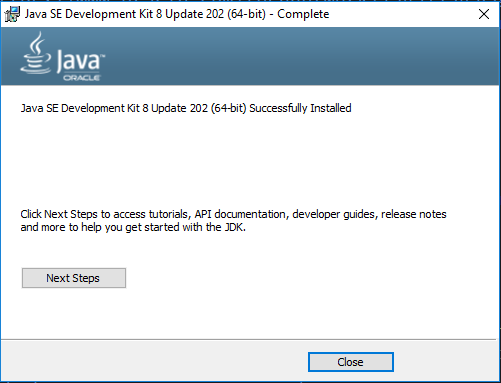 Java SE Development Kit 8 Update 202 (64-bit) - Complete
Java™
ORACLE
Java SE Development Kit 8 Update 202 (64-bit) Successfully Installed
Click Next Steps to access tutorials, API documentation, developer guides, release notes
and more to help you get started with the JDK.
Next Steps
Close